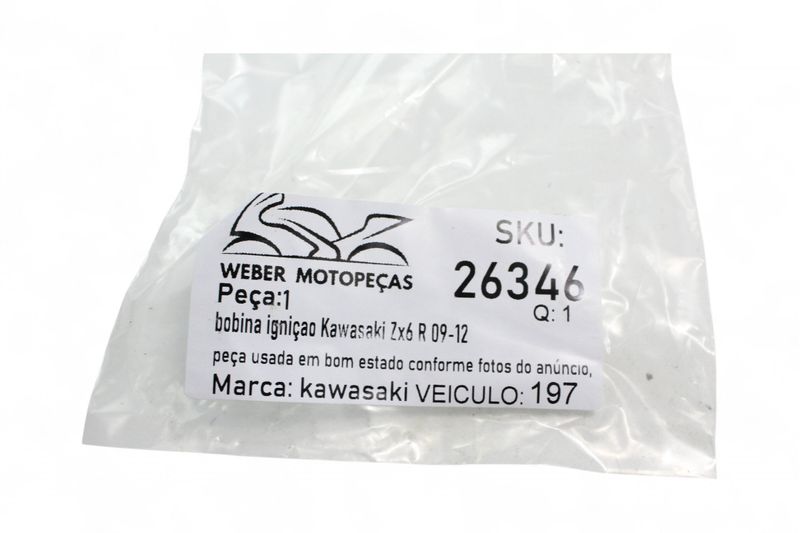 WEBER MOTOPEÇAS
SKU:
26346
Peça:1
Q: 1
bobina igniçao Kawasaki Zx6 R 09-12
peça usada em bom estado conforme fotos do anúncio,
Marca: kawasaki VEICULO: 197